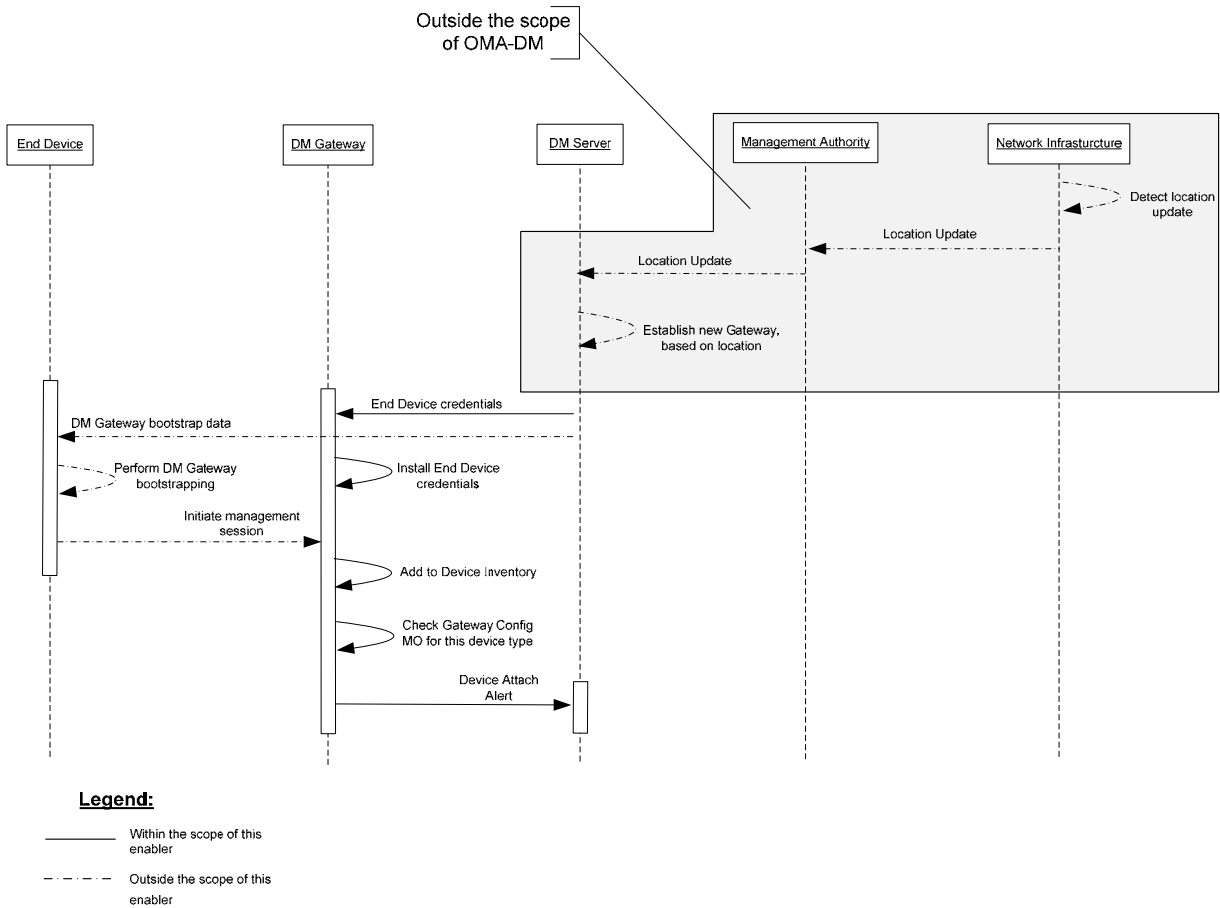 Outside the scope
of OMA-DM
End Device
DM Gateway
DM Server
Management Authority
Network Infrasturcture
Detect location
update
Location Update
Location Update
Establish new Gateway,
based on location
End Device credentials
DM Gateway bootstrap data
Perform DM Gateway
bootstrapping
Install End Device
credentials
Initiate management
session
Add to Device Inventory
Check Gateway Config
MO for this device type
Device Attach
Alert
Legend:
Within the scope of this
enabler
Outside the scope of this
enabler